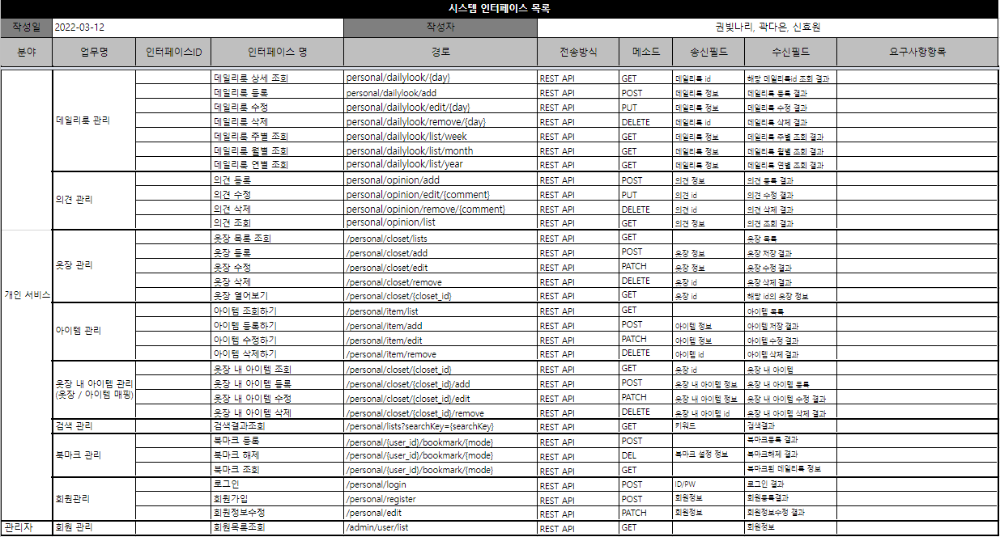 시스템 인터페이스 목록
작성일 2022-03-12 작성자 권빛나리, 곽다은, 신효원
분야 업무명 인터페이스ID 인터페이스 명 경로 전송방식 메소드 송신필드 수신필드 요구사항항목
데일리룩 상세 조회 personal/dailylook/{day} REST API GET 데일리룩 id 해당 데일리룩id 조회 결과
데일리룩 등록 personal/dailylook/add REST API POST 데일리룩 정보 데일리룩 등록 결과
데일리룩 수정 personal/dailylook/edit/{day} REST API PUT 데일리룩 정보 데일리룩 수정 결과
데일리룩 관리 데일리룩 삭제 personal/dailylook/remove/{day} REST API DELETE 데일리룩 id 데일리룩 삭제 결과
데일리룩 주별 조회 personal/dailylook/list/week REST API GET 데일리룩 정보 데일리룩 주별 조회 결과
데일리룩 월별 조회 personal/dailylook/list/month REST API GET 데일리룩 정보 데일리룩 월별 조회 결과
데일리룩 연별 조회 personal/dailylook/list/year REST API GET 데일리룩 정보 데일리룩 연별 조회 결과
의견 등록 personal/opinion/add REST API POST 의견 정보 의견 등록 결과
의견 관리 의견 수정 personal/opinion/edit/{comment} REST API PUT 의견 id 의견 수정 결과
의견 삭제 personal/opinion/remove/{comment} REST API DELETE 의견 id 의견 삭제 결과
의견 조회 personal/opinion/list REST API GET 의견 정보 의견 조회 결과
옷장 목록 조회 /personal/closet/lists REST API GET 옷장 목록
옷장 등록 /personal/closet/add REST API POST 옷장 정보 옷장 저장 결과
옷장 관리 옷장 수정 /personal/closet/edit REST API PATCH 옷장 정보 옷장 수정 결과
옷장 삭제 /personal/closet/remove REST API DELETE 옷장 id 옷장 삭제 결과
개인 서비스 옷장 열어보기 /personal/closet/{closet_id} REST API GET 옷장 id 해당 id의 옷장 정보
아이템 조회하기 /personal/item/list REST API GET 아이템 목록
아이템 관리 아이템 등록하기 /personal/item/add REST API POST 아이템 정보 아이템 저장 결과
아이템 수정하기 /personal/item/edit REST API PATCH 아이템 정보 아이템 수정 결과
아이템 삭제하기 /personal/item/remove REST API DELETE 아이템 id 아이템 삭제 결과
옷장 내 아이템 조회 /personal/closet/{closet_id} REST API GET 옷장 id 옷장 내 아이템
옷장 내 아이템 관리 옷장 내 아이템 등록 /personal/closet/{closet_id}/add REST API POST 옷장 내 아이템 정보 옷장 내 아이템 등록
(옷장 / 아이템 매핑) 옷장 내 아이템 수정 /personal/closet/{closet_id}/edit REST API PATCH 옷장 내 아이템 정보 옷장 내 아이템 수정 결과
옷장 내 아이템 삭제 /personal/closet/{closet_id}/remove REST API DELETE 옷장 내 아이템 id 옷장 내 아이템 삭제 결과
검색 관리 검색결과조회 /personal/lists?searchKey={searchKey} REST API GET 키워드 검색결과
북마크 등록 /personal/{user_id}/bookmark/{mode} REST API POST 북마크등록 결과
북마크 관리 북마크 해제 /personal/{user_id}/bookmark/{mode} REST API DEL 북마크 설정 정보 북마크해제 결과
북마크 조회 /personal/{user_id}/bookmark/{mode} REST API GET 북마크된 데일리룩 정보
로그인 /personal/login REST API POST ID/PW 로그인 결과
회원관리 회원가입 /personal/register REST API POST 회원정보 회원등록결과
회원정보수정 /personal/edit REST API PATCH 회원정보 회원정보수정 결과
관리자 회원 관리 회원목록조회 /admin/user/list REST API GET 회원정보